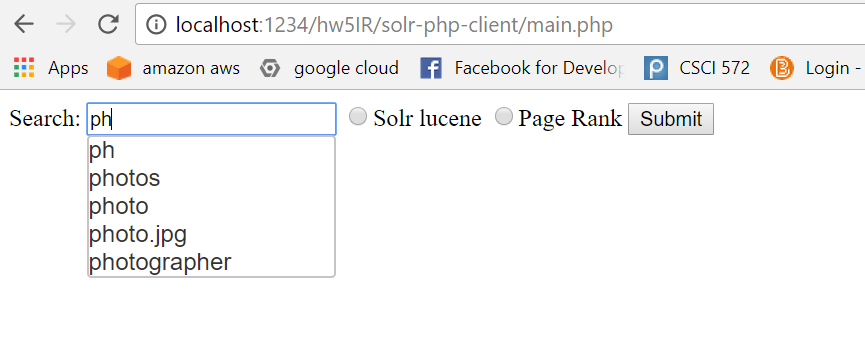 localhost:1234/hw5IR/solr-php-client/main.php
Apps amazon aws google cloud Facebook for Develop CSCI 572 Login -
Search: ph Solr lucene Page Rank Submit
ph
photos
photo
photo.jpg
photographer